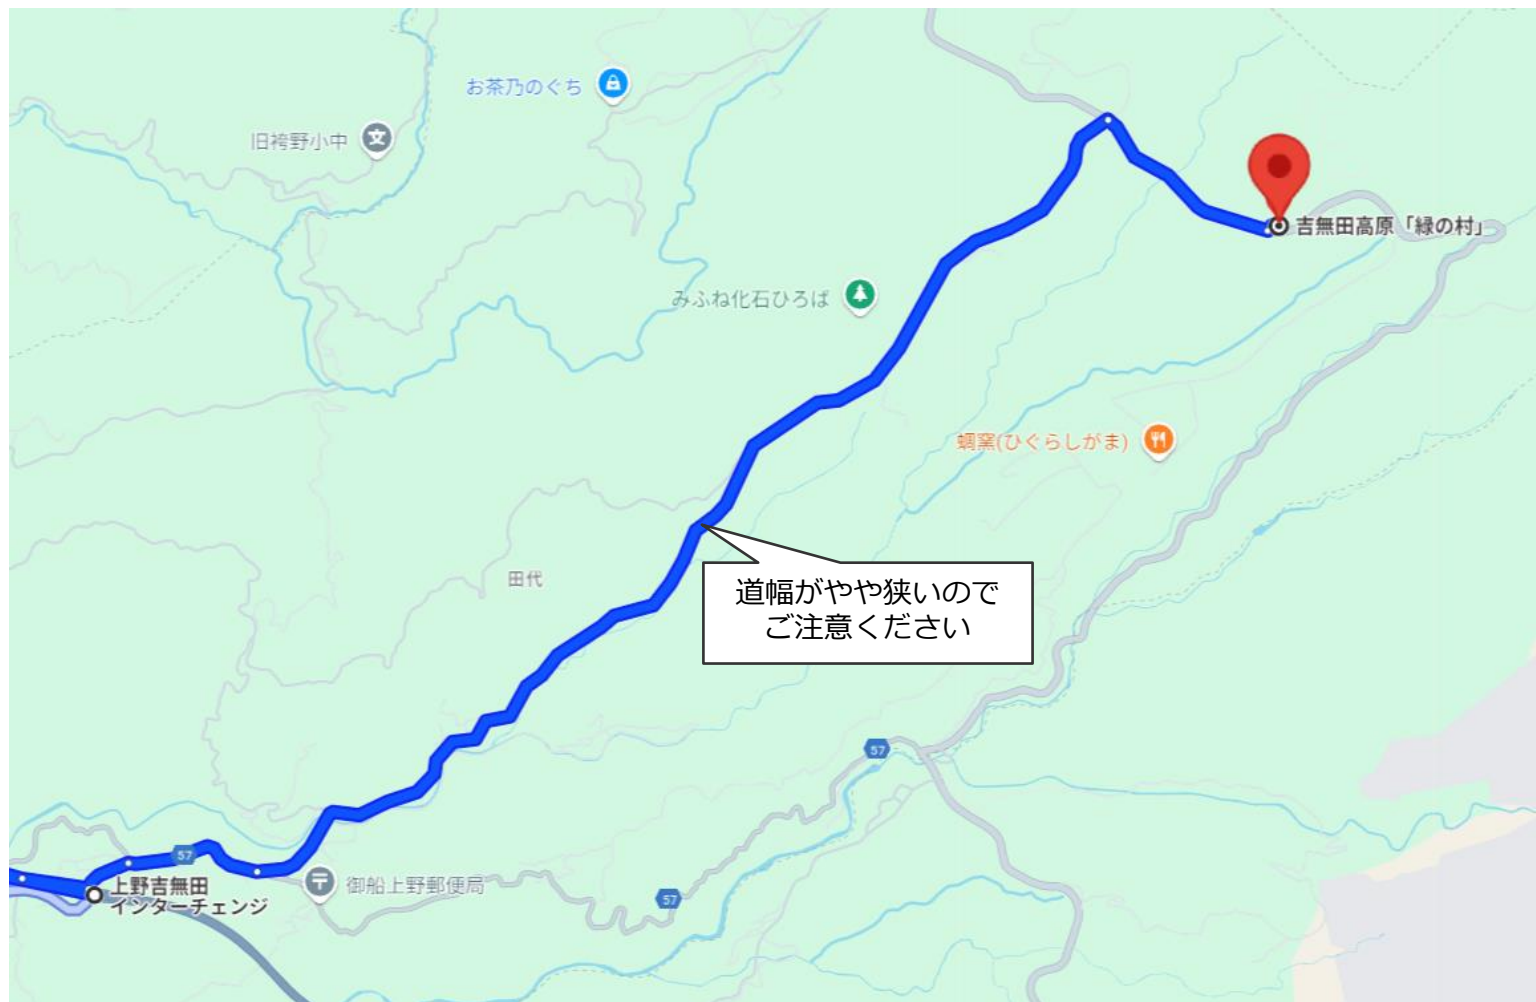 お茶乃のぐち
旧袴野小中
吉無田高原「緑の村」
みふね化石ひろば
蜩窯(ひぐらしがま)
田代
道幅がやや狭いので
ご注意ください
57
57
上野吉無田
インターチェンジ
御船上野郵便局
57